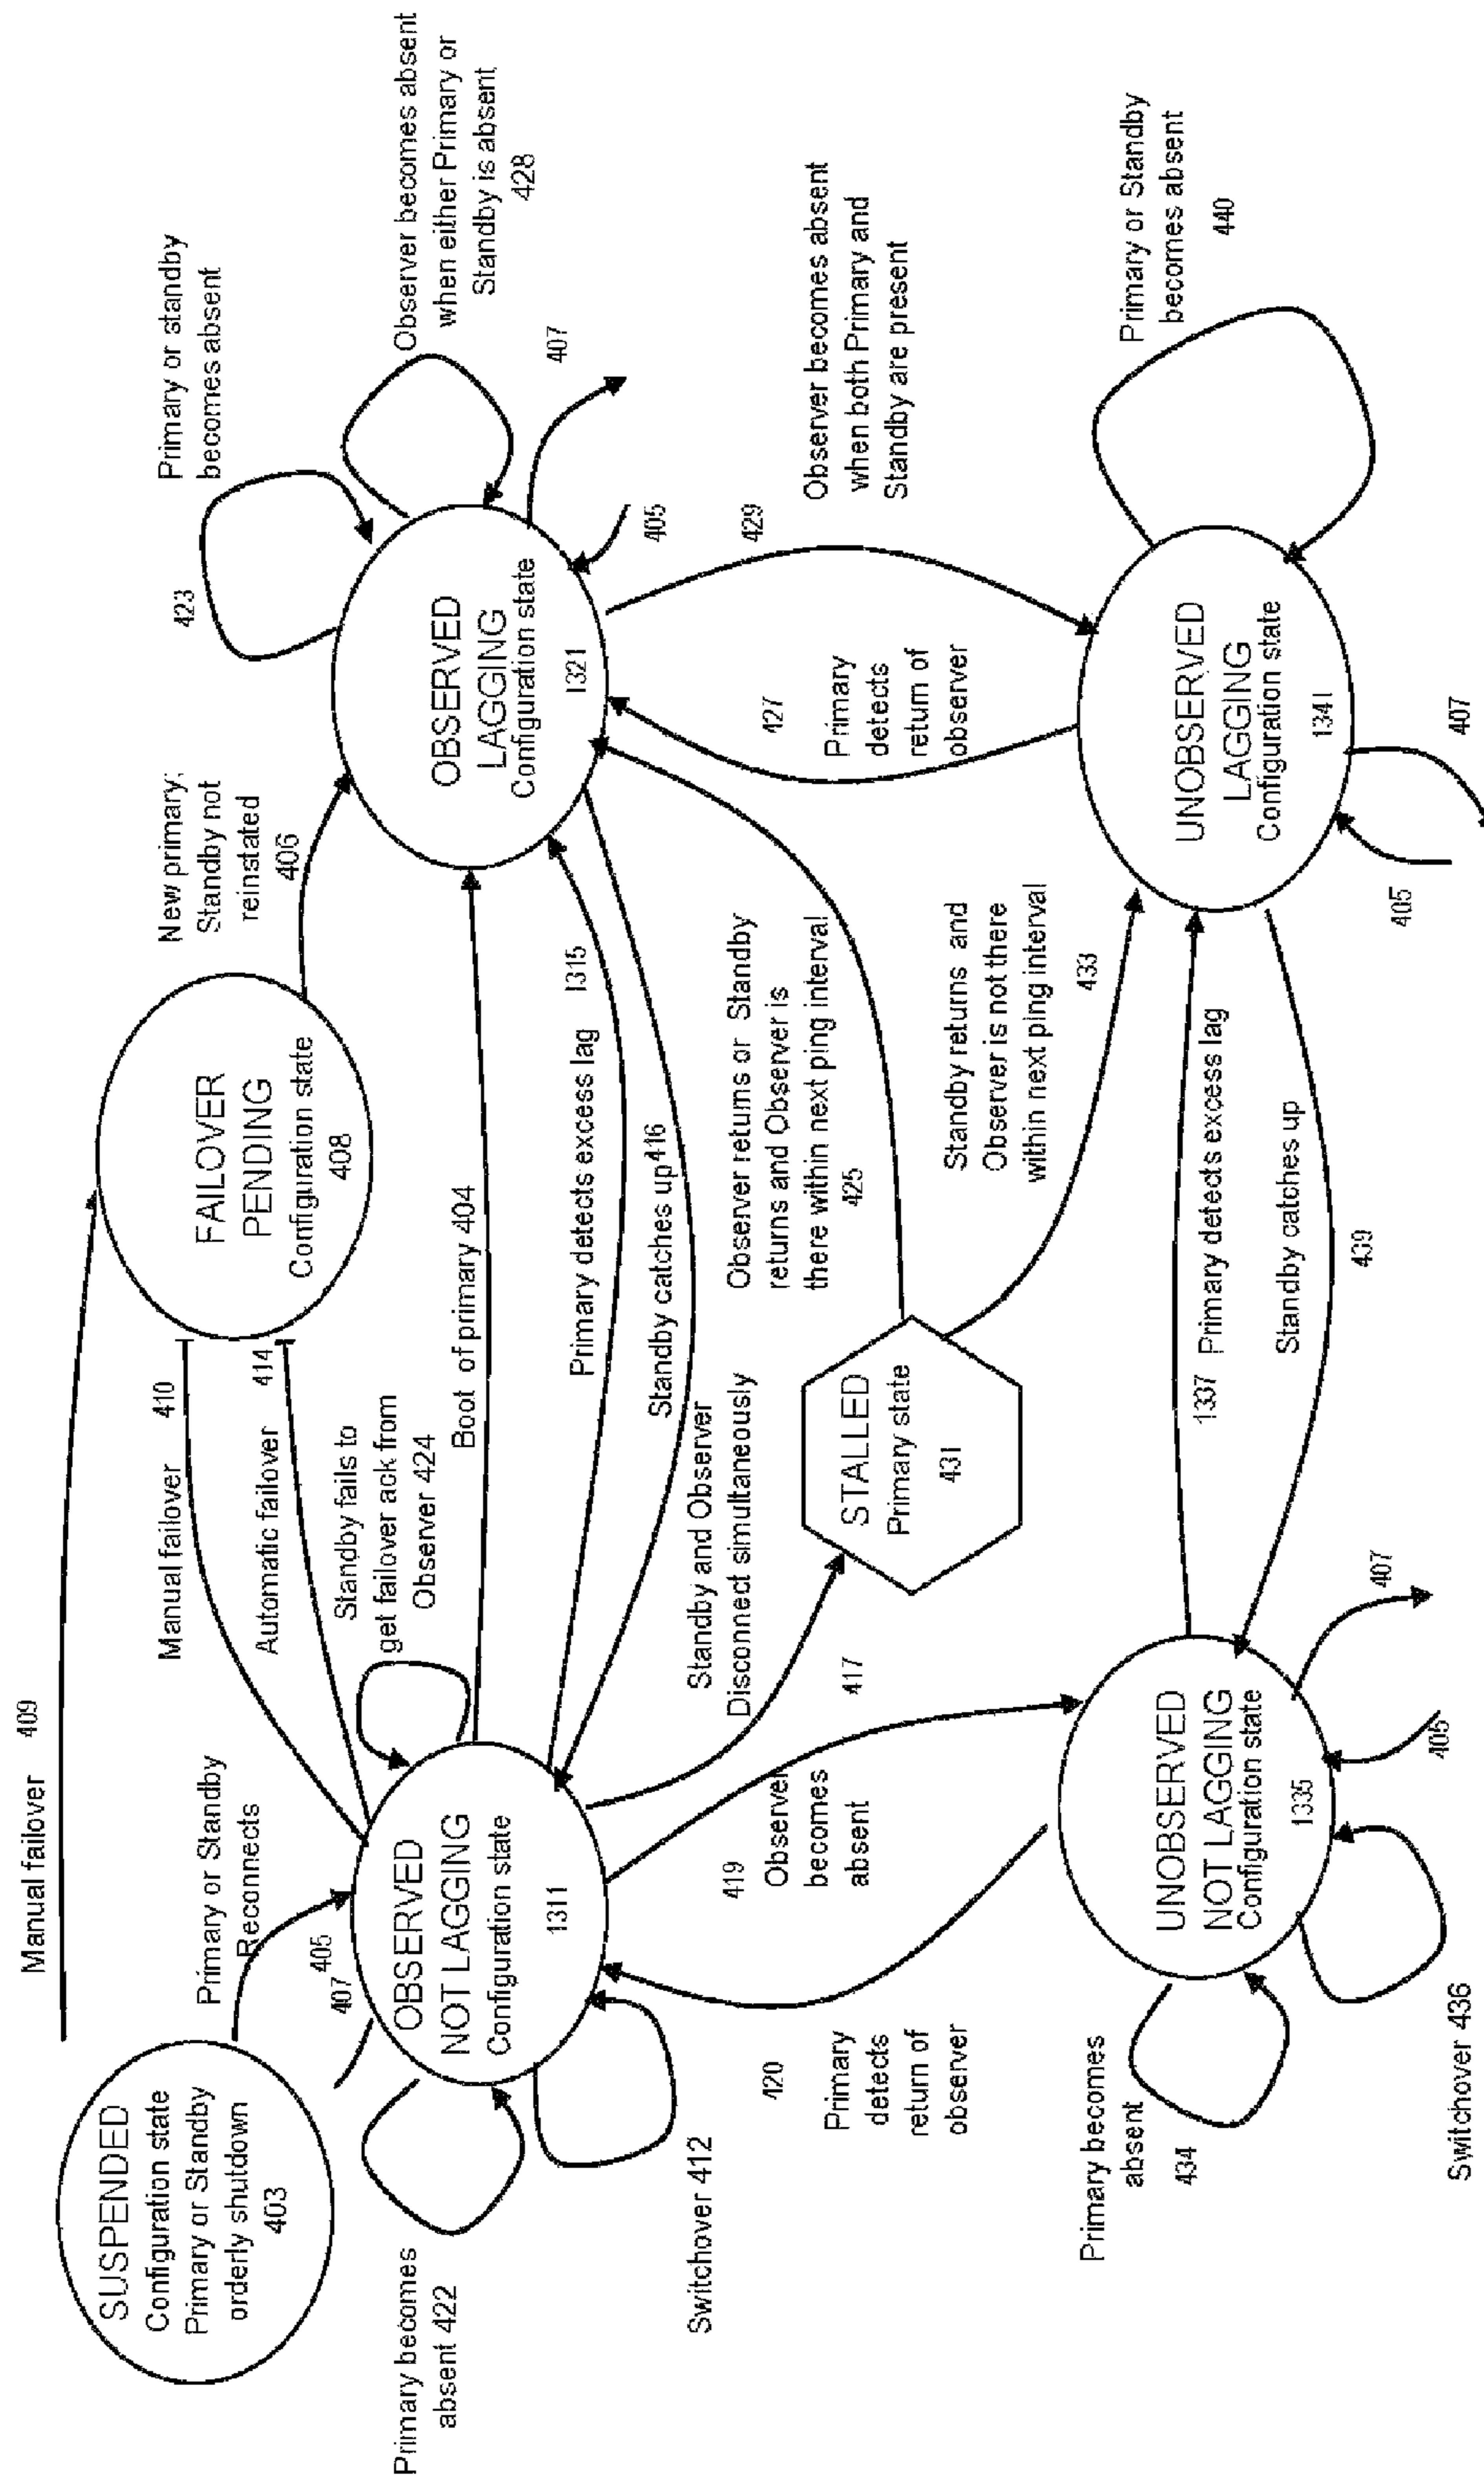 Manual failover 409
SUSPENDED
Configuration state
Primary or Standby
orderly shutdown
403
Primary or Standby
Reconnects
405
407
Manual failover 410
Automatic failover 414
FAILOVER
PENDING
Configuration state
408
New primary;
Standby not
reinstated
406
423
Primary or standby
becomes absent
Observer becomes absent
when either Primary or
Standby is absent
428
407
405
Standby fails to
get failover ack from
Observer 424
Boot of primary 404
OBSERVED
NOT LAGGING
Configuration state
1311
OBSERVED
LAGGING
Configuration state
1321
Primary becomes
absent 422
Switchover 412
Primary detects excess lag
1315
Standby catches up 416
Standby and Observer
Disconnect simultaneously
417
STALLED
Primary state
431
Observer returns or Standby
returns and Observer is
there within next ping interval
425
Standby returns and
Observer is not there
within next ping interval
433
429
Observer becomes absent
when both Primary and
Standby are present
427
Primary
detects
return of
observer
419
Observer
becomes
absent
420
Primary
detects
return of
observer
Primary becomes
absent
434
UNOBSERVED
NOT LAGGING
Configuration state
1335
Switchover 436
405
407
1337 Primary detects excess lag
Standby catches up
439
UNOBSERVED
LAGGING
Configuration state
1341
405
407
Primary or Standby
becomes absent
440